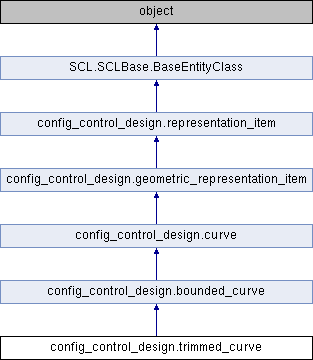 object
SCL.SCLBase.BaseEntityClass
config_control_design.representation_item
config_control_design.geometric_representation_item
config_control_design.curve
config_control_design.bounded_curve
config_control_design.trimmed_curve